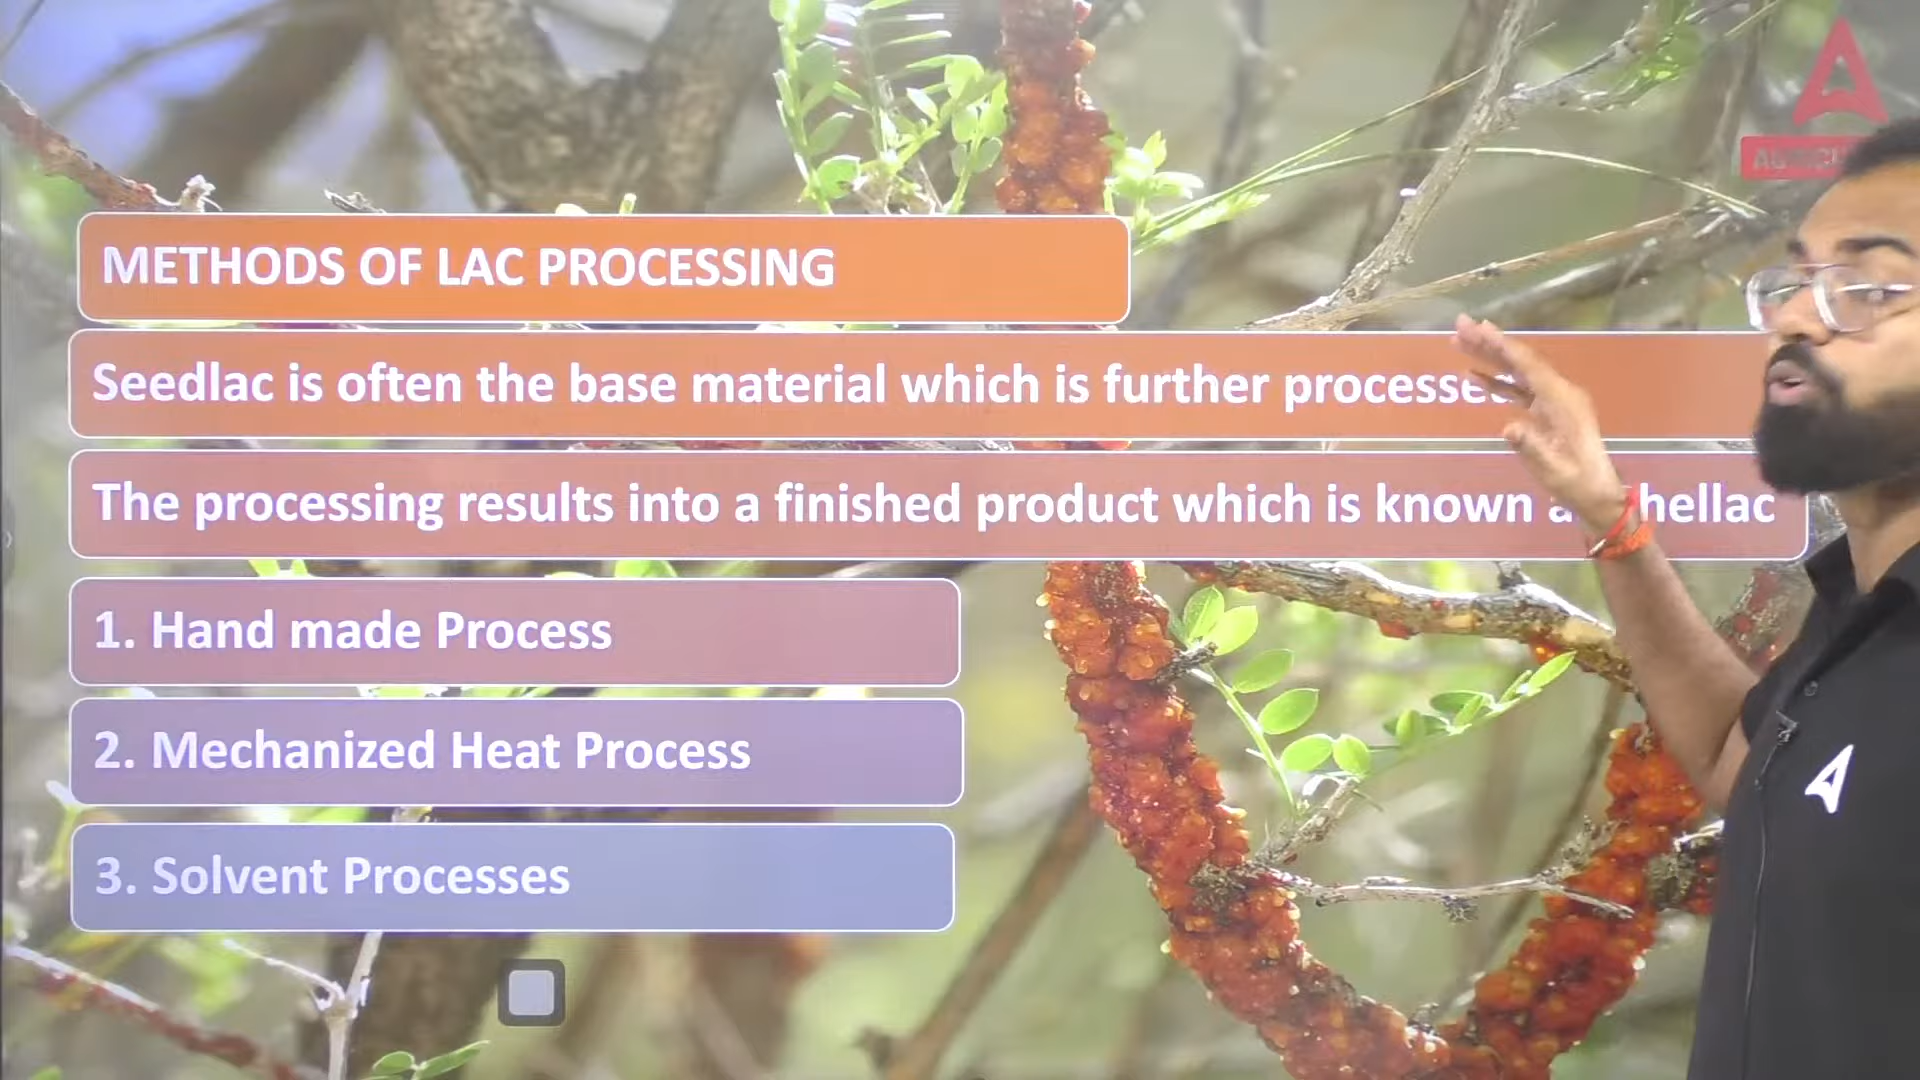 METHODS OF LAC PROCESSING
Seedlac is often the base material which is further processed
The processing results into a finished product which is known hellac
1. Hand made Process
2. Mechanized Heat Process
3. Solvent Processes